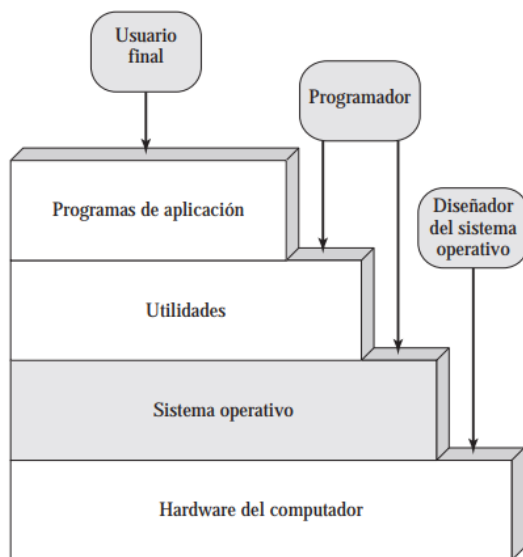 Usuario
final
Programador
Diseñador
del sistema
operativo
Programas de aplicación
Utilidades
Sistema operativo
Hardware del computador